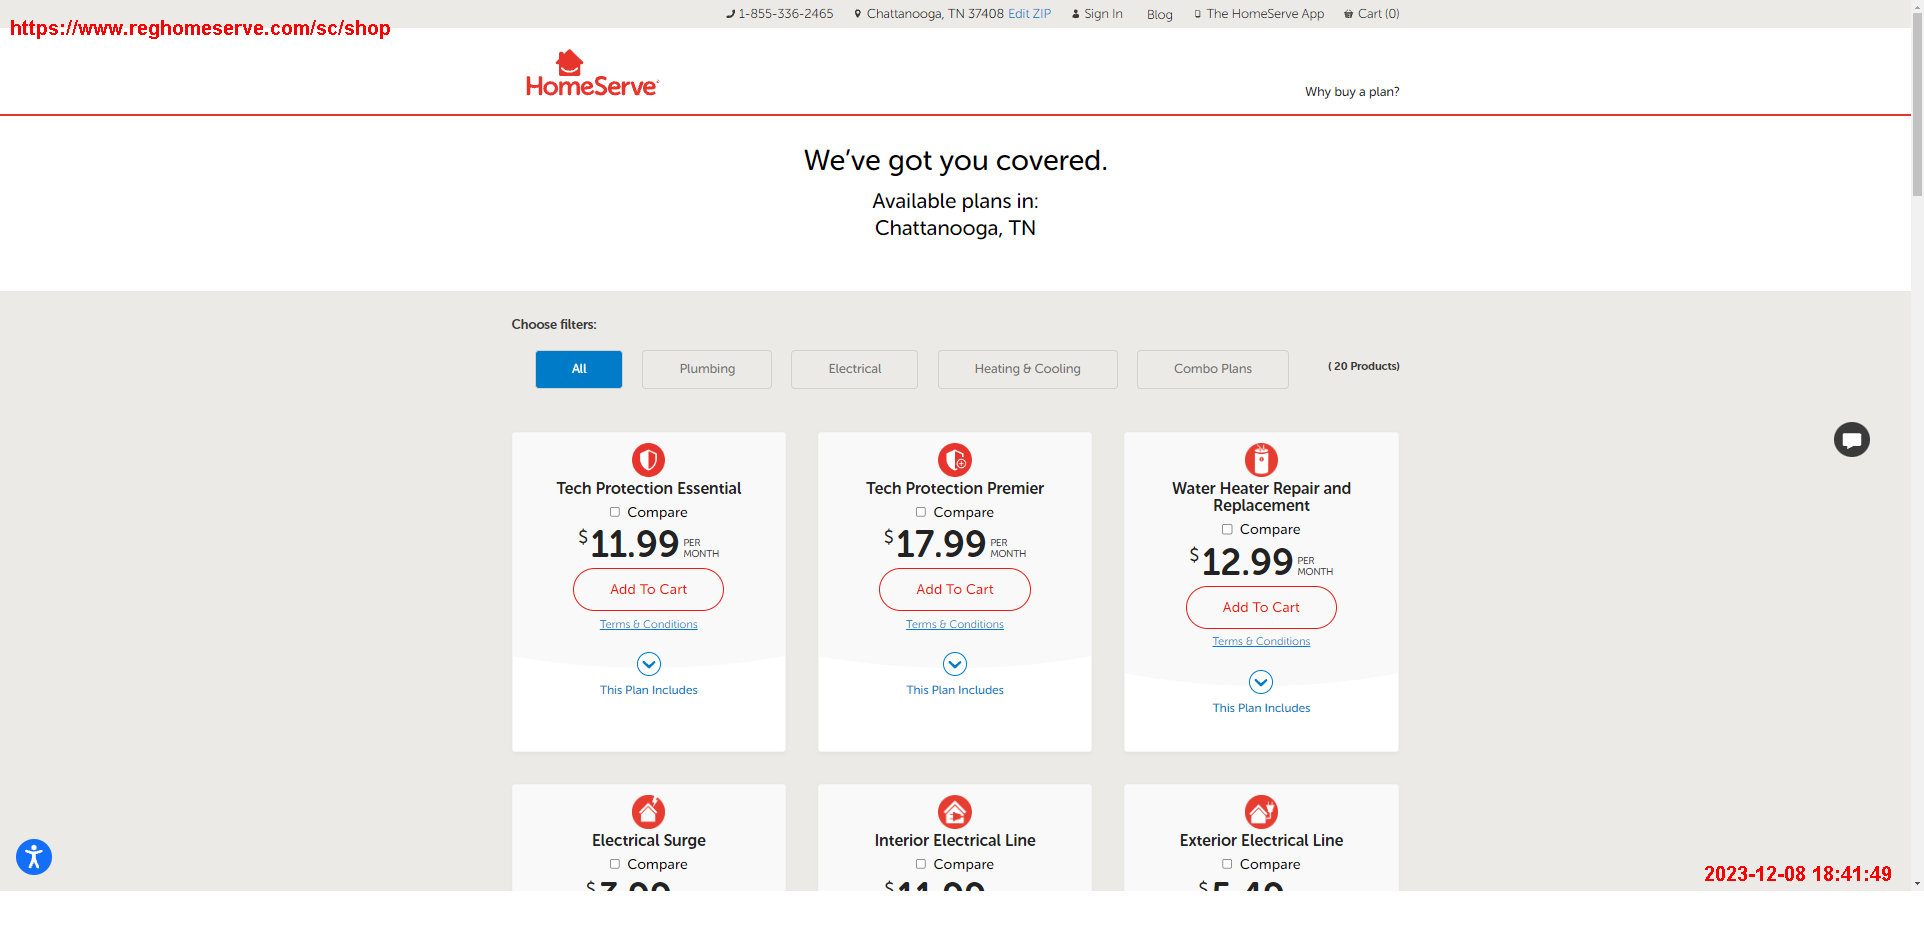 1-855-336-2465 Chattanooga, TN 37408 Edit ZIP Sign In Blog The HomeServe App Cart (0)
https://www.reghomeserve.com/sc/shop
HomeServe
Why buy a plan?
We've got you covered.
Available plans in:
Chattanooga, TN
Choose filters:
All Plumbing Electrical Heating & Cooling Combo Plans ( 20 Products)
Tech Protection Essential
Compare
$11.99 PER MONTH
Add To Cart
Terms & Conditions
This Plan Includes
Tech Protection Premier
Compare
$17.99 PER MONTH
Add To Cart
Terms & Conditions
This Plan Includes
Water Heater Repair and
Replacement
Compare
$12.99 PER MONTH
Add To Cart
Terms & Conditions
This Plan Includes
Electrical Surge
Compare
Interior Electrical Line
Compare
Exterior Electrical Line
Compare
2023-12-08 18:41:49